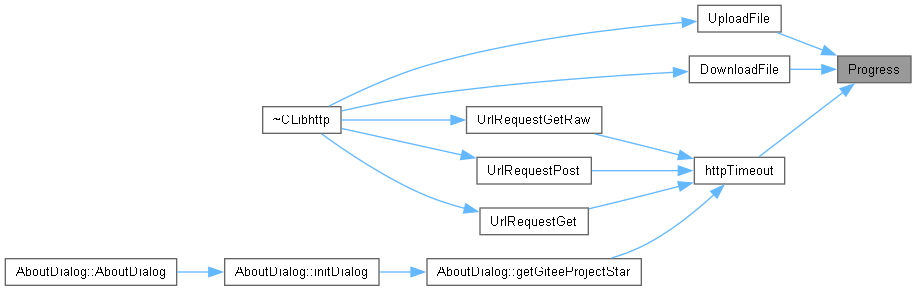 UploadFile
DownloadFile
Progress
~CLibhttp
UrlRequestGetRaw
UrlRequestPost
httpTimeout
UrlRequestGet
AboutDialog::AboutDialog
AboutDialog::initDialog
AboutDialog::getGiteeProjectStar